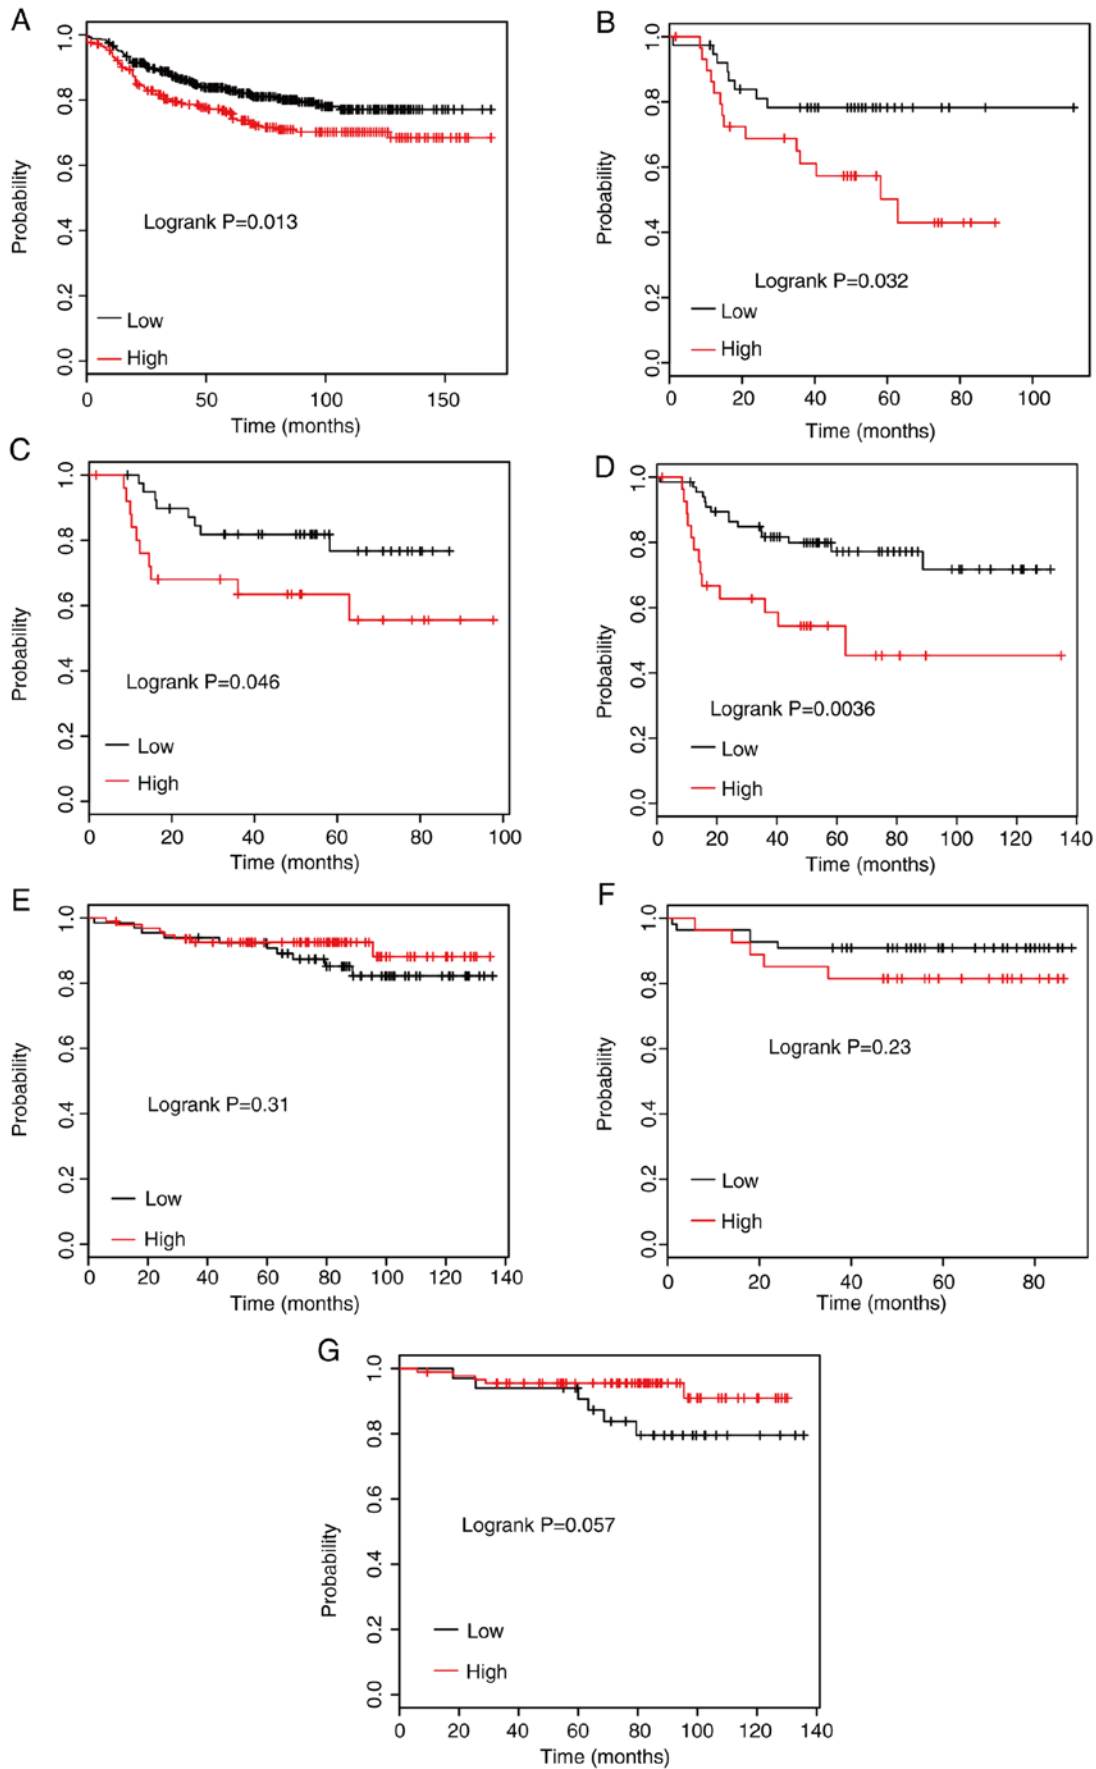 A
Probability
1.0
0.8
0.6
0.4
0.2
0.0
Logrank P=0.013
Low
High
0 50 100 150
Time (months)
B
Probability
1.0
0.8
0.6
0.4
0.2
0.0
Logrank P=0.032
Low
High
0 20 40 60 80 100
Time (months)
C
Probability
1.0
0.8
0.6
0.4
0.2
0.0
Logrank P=0.046
Low
High
0 20 40 60 80 100
Time (months)
D
Probability
1.0
0.8
0.6
0.4
0.2
0.0
Logrank P=0.0036
Low
High
0 20 40 60 80 100 120 140
Time (months)
E
Probability
1.0
0.8
0.6
0.4
0.2
0.0
Logrank P=0.31
Low
High
0 20 40 60 80 100 120 140
Time (months)
F
Probability
1.0
0.8
0.6
0.4
0.2
0.0
Logrank P=0.23
Low
High
0 20 40 60 80
Time (months)
G
Probability
1.0
0.8
0.6
0.4
0.2
0.0
Logrank P=0.057
Low
High
0 20 40 60 80 100 120 140
Time (months)